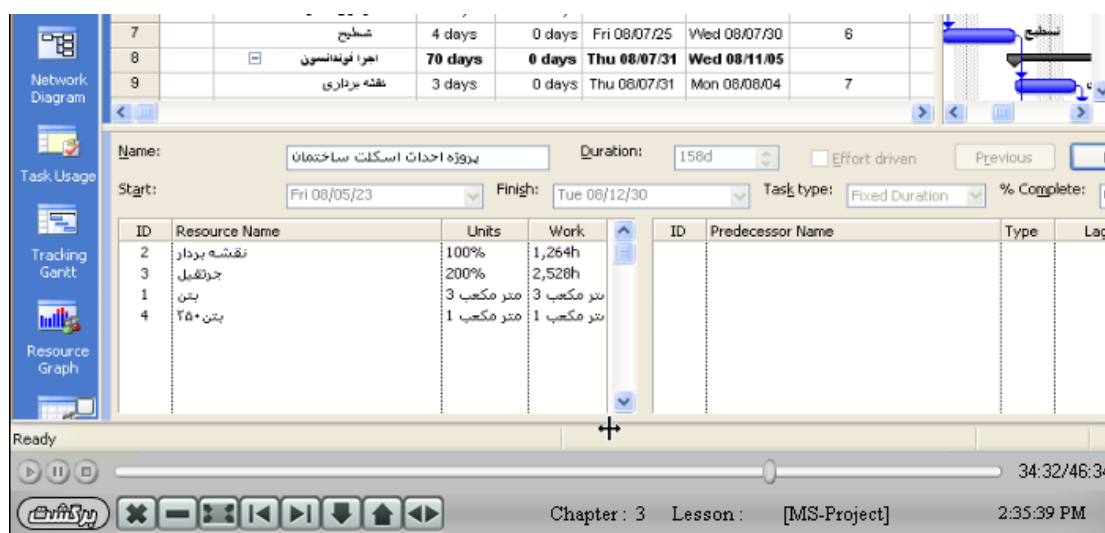 7 تسطیح 4 days 0 days Fri 08/07/25 Wed 08/07/30 6
تسطیح
8 اجرا فونداسیون 70 days 0 days Thu 08/07/31 Wed 08/11/05
9 نقشه برداری 3 days 0 days Thu 08/07/31 Mon 08/08/04 7
Network
Diagram
Task Usage
Tracking
Gantt
Resource
Graph
Name: پروژه احداث اسکلت ساختمان Duration: 158d Effort driven Previous
Start: Fri 08/05/23 Finish: Tue 08/12/30 Task type: Fixed Duration % Complete:
ID Resource Name Units Work ID Predecessor Name Type Lag
2 نقشه بردار 100% 1,264h
3 جرثقیل 200% 2,528h
1 بتن 3 متر مکعب 3 متر مکعب
4 بتن۲۵۰ 1 متر مکعب 1 متر مکعب
Ready
34:32/46:34
Chapter : 3 Lesson : [MS-Project] 2:35:39 PM